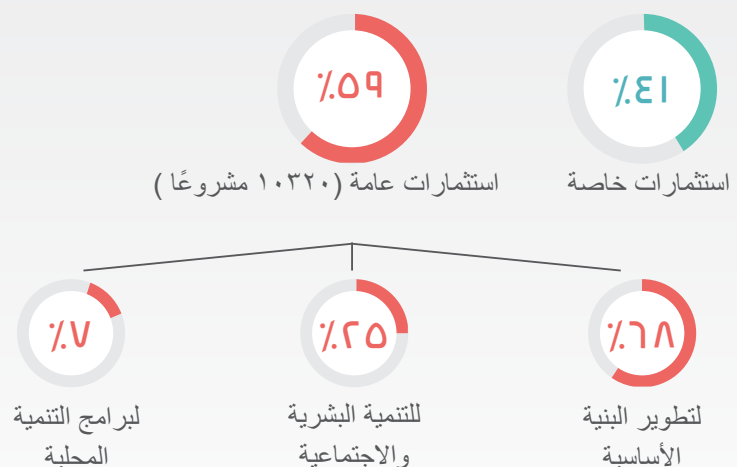 ٪٤١
٪٥٩
استثمارات خاصة
استثمارات عامة (١٠٣٢٠ مشروعًا )
٪٦٨
٪٢٥
٪٧
لتطوير البنية
الأساسية
للتنمية البشرية
والاجتماعية
لبرامج التنمية
المحلية